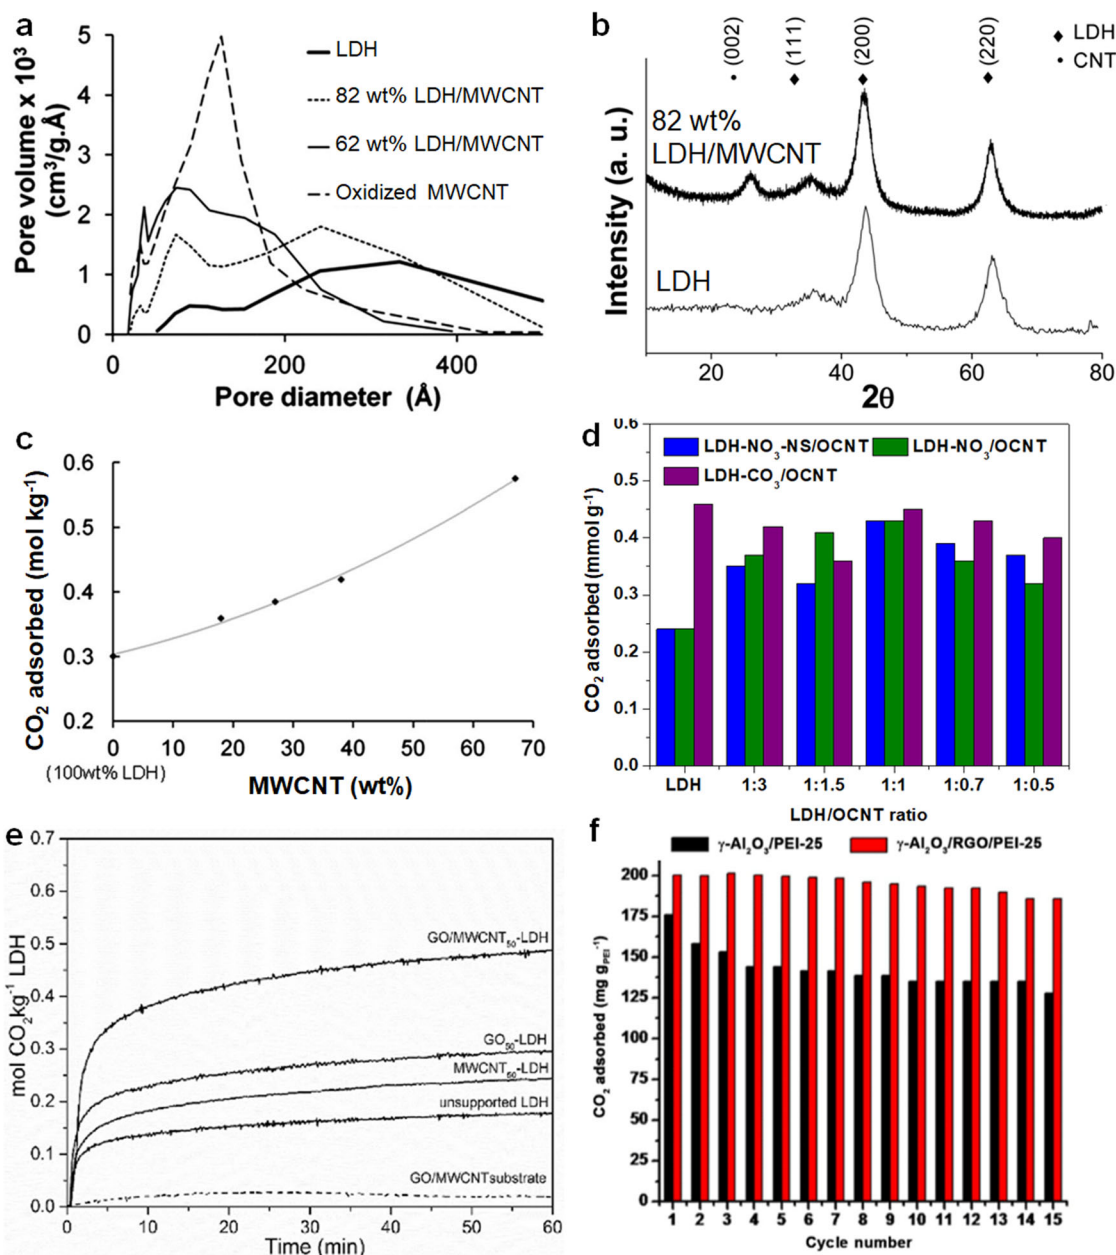 a
Pore volume x 10³
(cm³/g.Å)
5
4
3
2
1
0
0
200
400
Pore diameter (Å)
LDH
82 wt% LDH/MWCNT
62 wt% LDH/MWCNT
Oxidized MWCNT
b
(002)
(111)
(200)
(220)
♦ LDH
• CNT
82 wt%
LDH/MWCNT
LDH
Intensity (a. u.)
20
40
60
80
2θ
c
CO₂ adsorbed (mol kg⁻¹)
0.6
0.5
0.4
0.3
0.2
0
10
20
30
40
50
60
70
(100wt% LDH)
MWCNT (wt%)
d
LDH-NO₃-NS/OCNT
LDH-NO₃/OCNT
LDH-CO₃/OCNT
CO₂ adsorbed (mmol g⁻¹)
0.6
0.5
0.4
0.3
0.2
0.1
0.0
LDH
1:3
1:1.5
1:1
1:0.7
1:0.5
LDH/OCNT ratio
e
mol CO₂kg⁻¹ LDH
0.7
0.6
0.5
0.4
0.3
0.2
0.1
0.0
GO/MWCNT₅₀-LDH
GO₅₀-LDH
MWCNT₅₀-LDH
unsupported LDH
GO/MWCNTsubstrate
0
10
20
30
40
50
60
Time (min)
f
γ-Al₂O₃/PEI-25
γ-Al₂O₃/RGO/PEI-25
CO₂ adsorbed (mg g_PEI⁻¹)
200
175
150
125
100
75
50
25
0
1
2
3
4
5
6
7
8
9
10
11
12
13
14
15
Cycle number